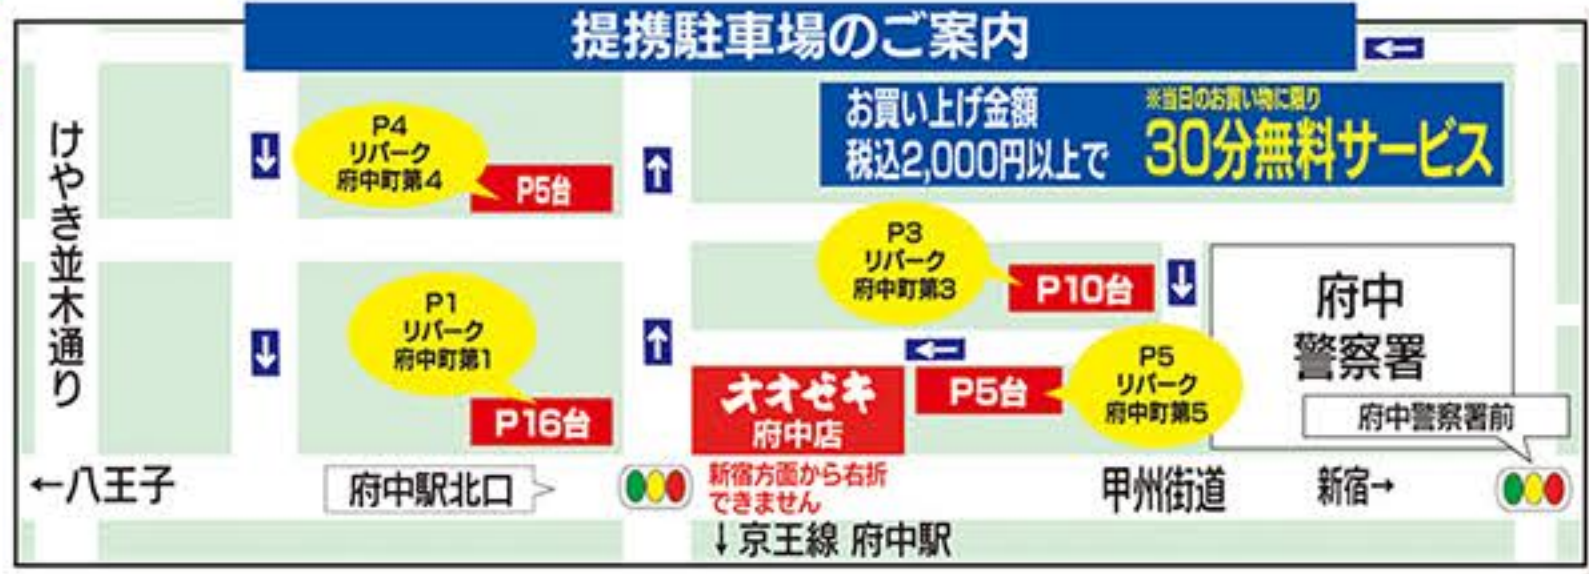 提携駐車場のご案内
お買い上げ金額
税込2,000円以上で
※当日のお買い物に限り
30分無料サービス
けやき並木通り
P4
リパーク
府中町第4
P5台
P3
リパーク
府中町第3
P10台
府中
警察署
P1
リパーク
府中町第1
P16台
オオゼキ
府中店
P5台
P5
リパーク
府中町第5
府中警察署前
←八王子
府中駅北口
新宿方面から右折
できません
甲州街道
新宿→
↓京王線 府中駅